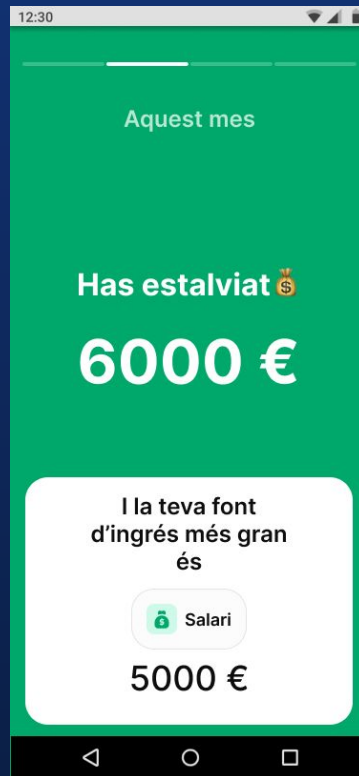 12:30
Aquest mes
Has estalviat
6000 €
I la teva font
d’ingrés més gran
és
Salari
5000 €